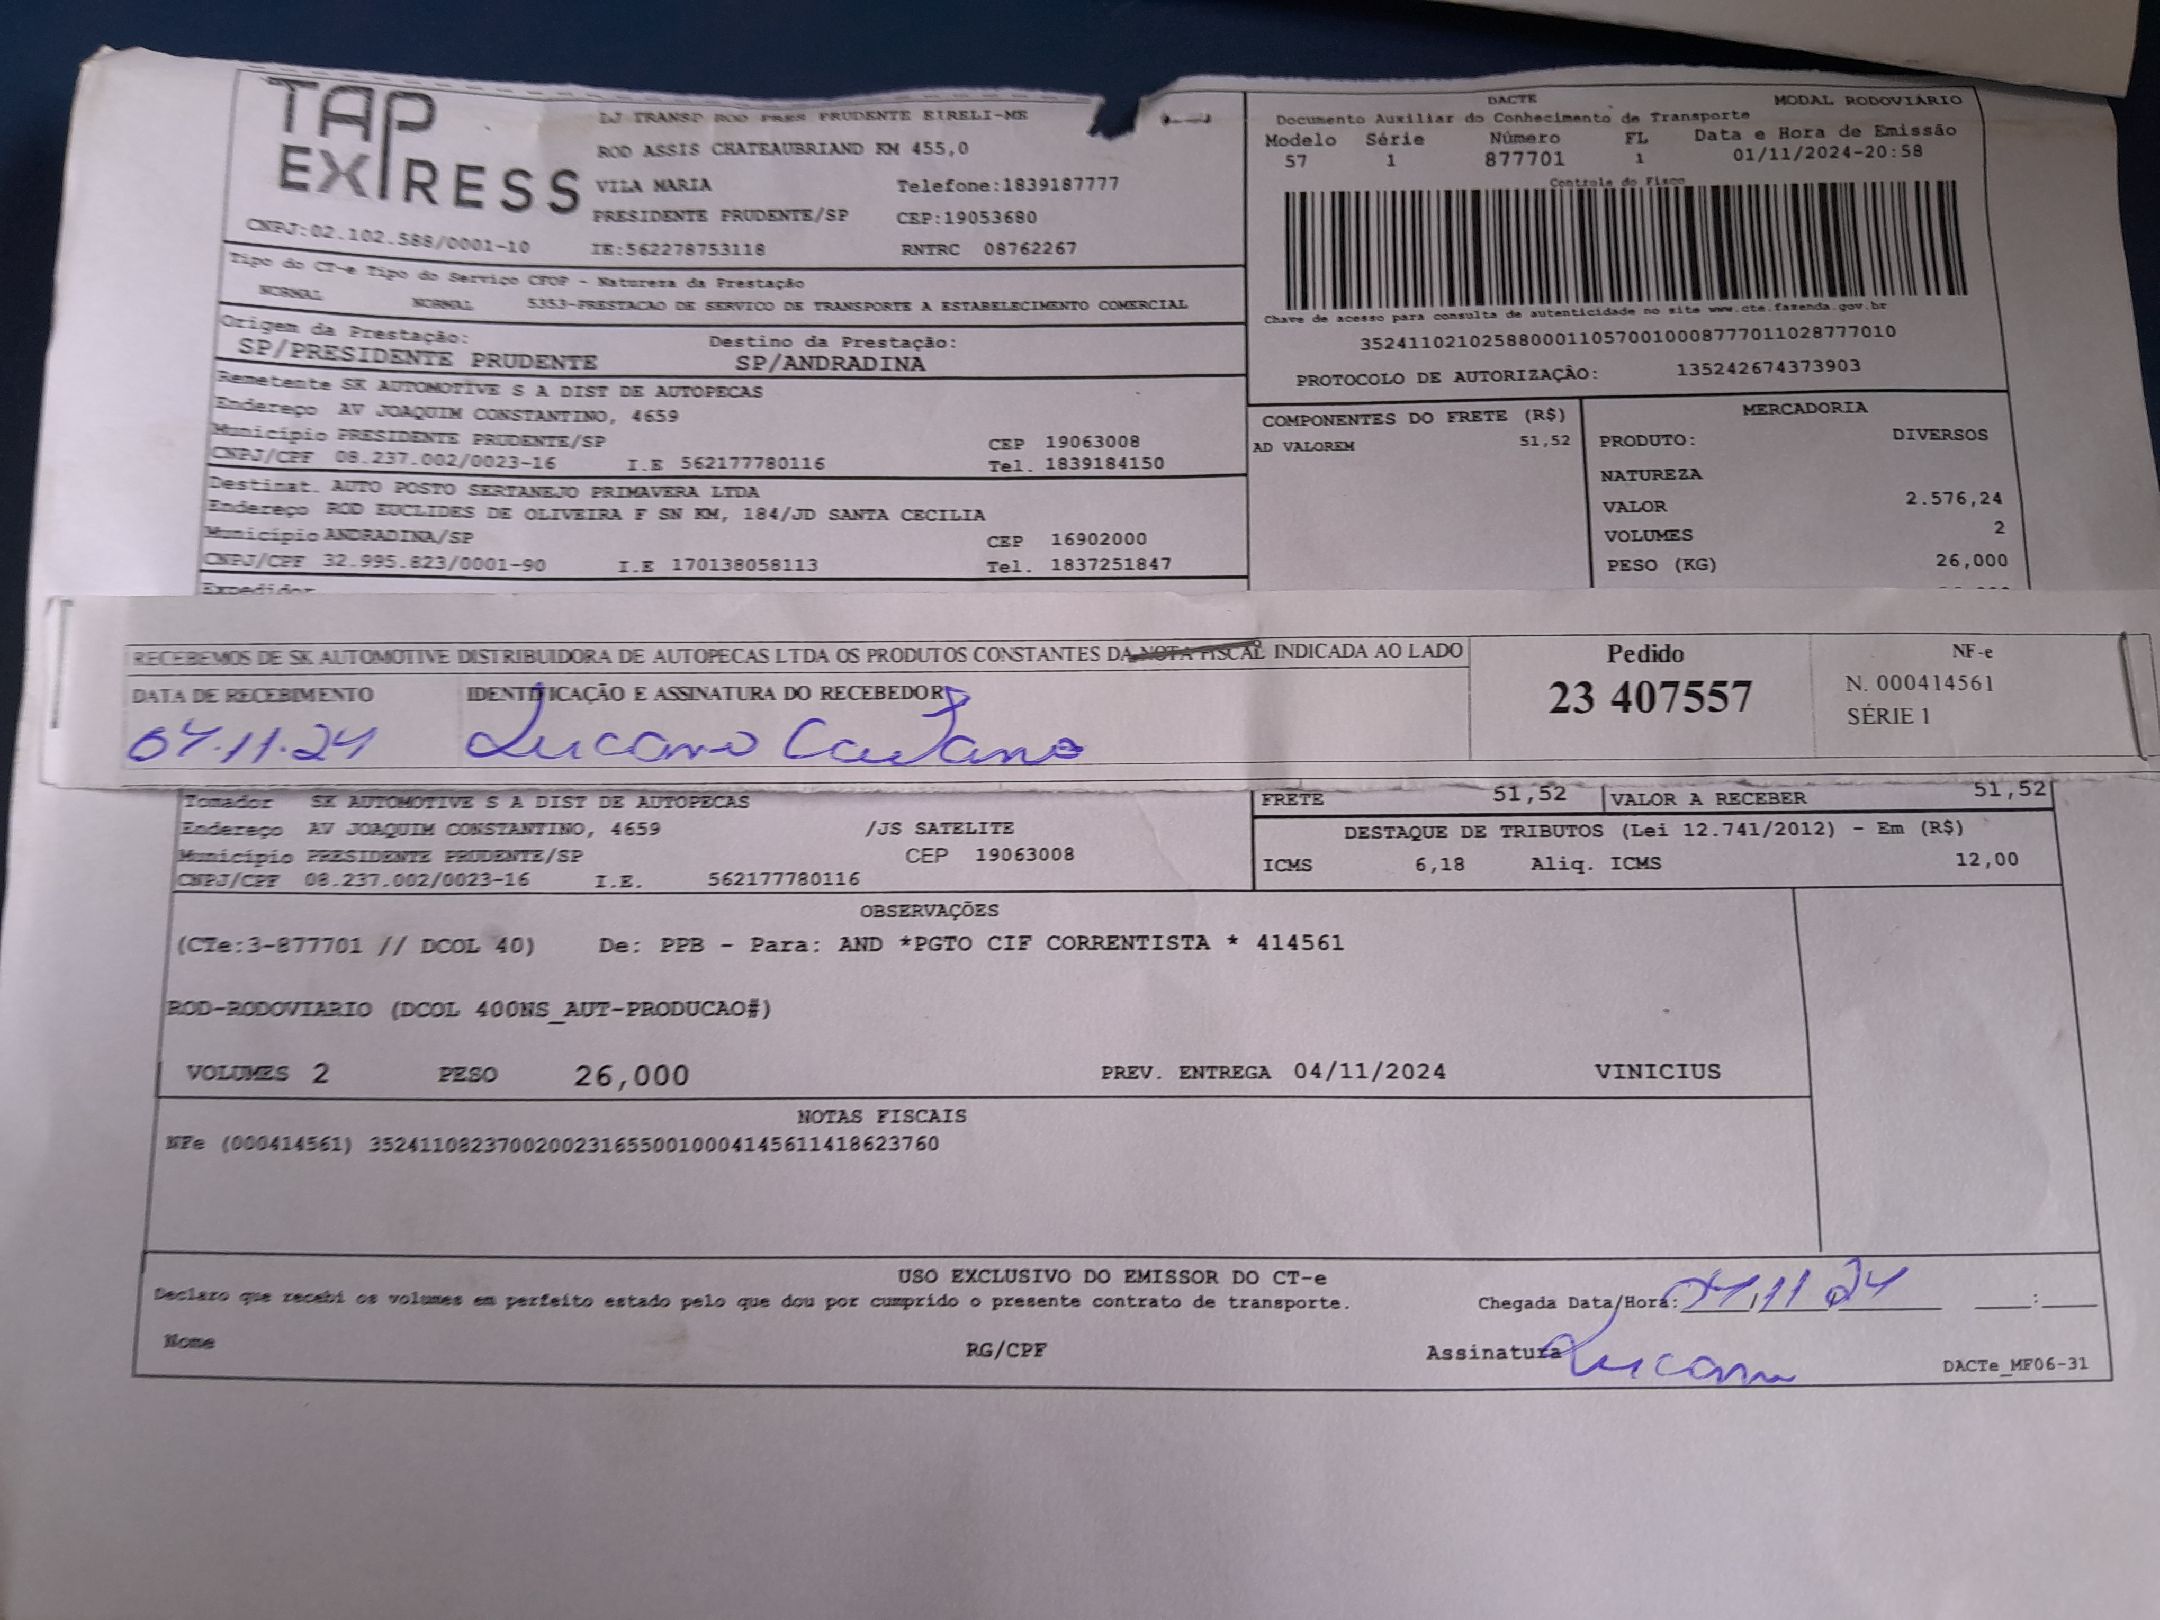 TAP
EXPRESS
LJ TRANSP ROD PRES PRUDENTE EIRELI-ME
ROD ASSIS CHATEAUBRIAND KM 455,0
VILA MARIA Telefone:1839187777
PRESIDENTE PRUDENTE/SP CEP:19053680
CNPJ:02.102.588/0001-10 IE:562278753118 RNTRC 08762267
DACTE MODAL RODOVIÁRIO
Documento Auxiliar do Conhecimento de Transporte
Modelo Série Número FL Data e Hora de Emissão
57 1 877701 1 01/11/2024-20:58
Controle do Fisco
Chave de acesso para consulta de autenticidade no site www.cte.fazenda.gov.br
35241102102588000110570010008777011028777010
PROTOCOLO DE AUTORIZAÇÃO: 135242674373903
Tipo do CT-e Tipo do Serviço CFOP - Natureza da Prestação
NORMAL NORMAL 5353-PRESTACAO DE SERVICO DE TRANSPORTE A ESTABELECIMENTO COMERCIAL
Origem da Prestação: Destino da Prestação:
SP/PRESIDENTE PRUDENTE SP/ANDRADINA
Remetente SK AUTOMOTIVE S A DIST DE AUTOPECAS
Endereço AV JOAQUIM CONSTANTINO, 4659
Município PRESIDENTE PRUDENTE/SP CEP 19063008
CNPJ/CPF 08.237.002/0023-16 I.E 562177780116 Tel. 1839184150
Destinat. AUTO POSTO SERTANEJO PRIMAVERA LTDA
Endereço ROD EUCLIDES DE OLIVEIRA F SN KM, 184/JD SANTA CECILIA
Município ANDRADINA/SP CEP 16902000
CNPJ/CPF 32.995.823/0001-90 I.E 170138058113 Tel. 1837251847
Expedidor
COMPONENTES DO FRETE (R$)
AD VALOREM 51,52
MERCADORIA
PRODUTO: DIVERSOS
NATUREZA
VALOR 2.576,24
VOLUMES 2
PESO (KG) 26,000
RECEBEMOS DE SK AUTOMOTIVE DISTRIBUIDORA DE AUTOPECAS LTDA OS PRODUTOS CONSTANTES DA NOTA FISCAL INDICADA AO LADO
DATA DE RECEBIMENTO IDENTIFICAÇÃO E ASSINATURA DO RECEBEDOR
04.11.24 Luciano Caetano
Pedido
23 407557
NF-e
N. 000414561
SÉRIE 1
Tomador SK AUTOMOTIVE S A DIST DE AUTOPECAS
Endereço AV JOAQUIM CONSTANTINO, 4659 /JS SATELITE
Município PRESIDENTE PRUDENTE/SP CEP 19063008
CNPJ/CPF 08.237.002/0023-16 I.E. 562177780116
FRETE 51,52 VALOR A RECEBER 51,52
DESTAQUE DE TRIBUTOS (Lei 12.741/2012) - Em (R$)
ICMS 6,18 Aliq. ICMS 12,00
OBSERVAÇÕES
(CTe:3-877701 // DCOL 40) De: PPB - Para: AND *PGTO CIF CORRENTISTA * 414561
ROD-RODOVIARIO (DCOL 400NS_AUT-PRODUCAO#)
VOLUMES 2 PESO 26,000 PREV. ENTREGA 04/11/2024 VINICIUS
NOTAS FISCAIS
NFe (000414561) 35241108237002002316550010004145611418623760
USO EXCLUSIVO DO EMISSOR DO CT-e
Declaro que recebi os volumes em perfeito estado pelo que dou por cumprido o presente contrato de transporte.
Chegada Data/Hora: 04/11/24 __:__
Nome RG/CPF Assinatura Luciano
DACTe_MF06-31